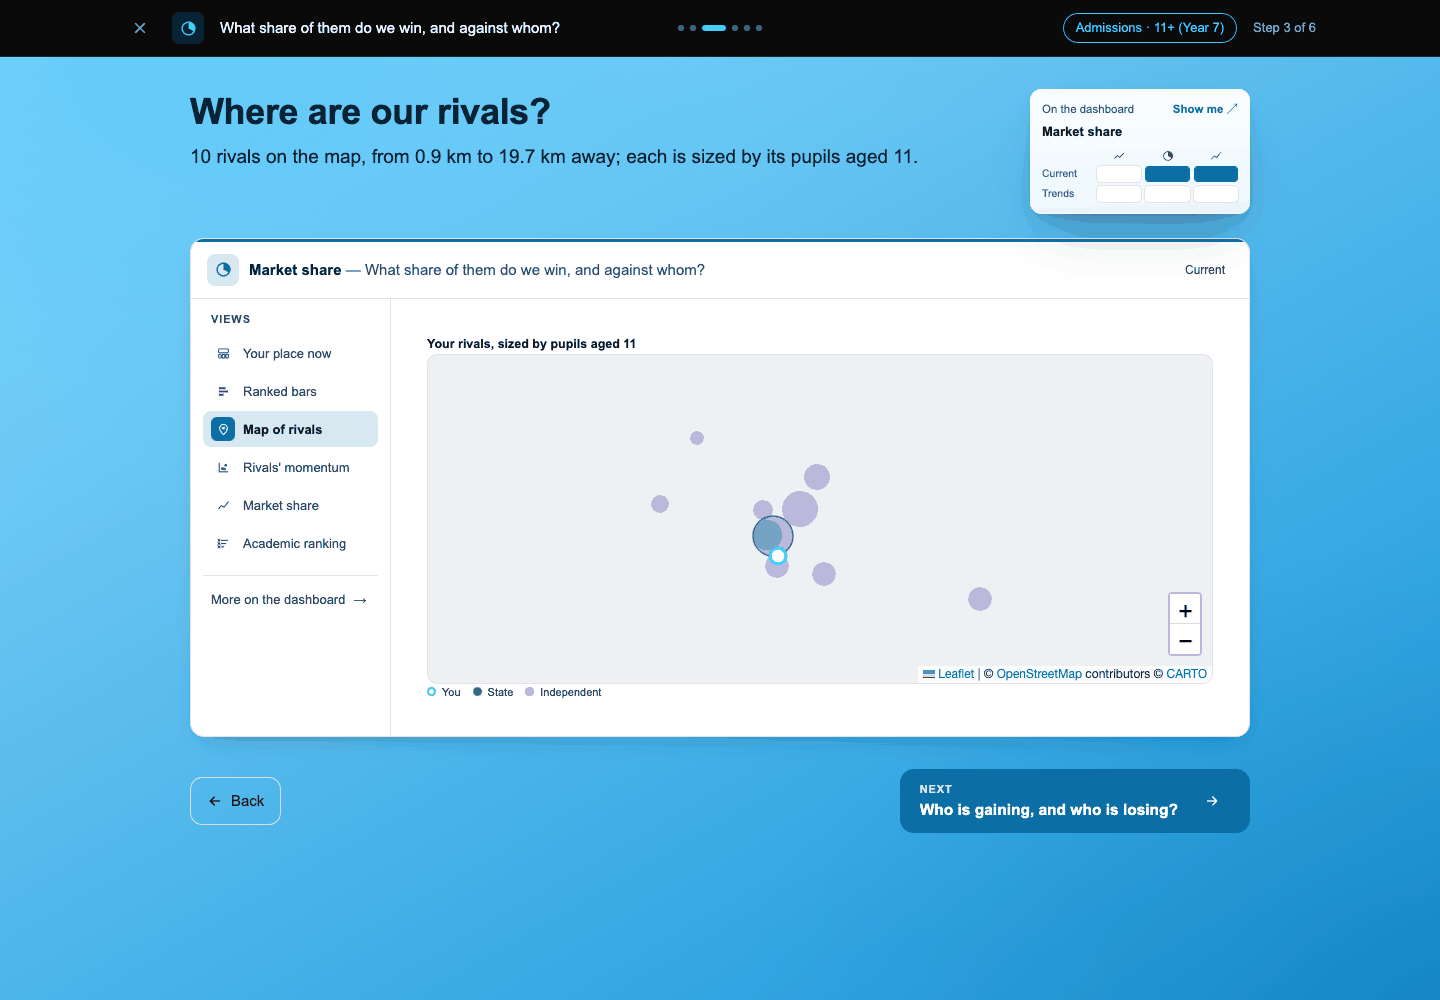 What share of them do we win, and against whom?
Admissions · 11+ (Year 7)
Step 3 of 6
Where are our rivals?
10 rivals on the map, from 0.9 km to 19.7 km away; each is sized by its pupils aged 11.
On the dashboard
Show me
Market share
Current
Trends
Market share — What share of them do we win, and against whom?
Current
VIEWS
Your place now
Ranked bars
Map of rivals
Rivals' momentum
Market share
Academic ranking
More on the dashboard →
Your rivals, sized by pupils aged 11
+
−
Leaflet | © OpenStreetMap contributors © CARTO
You
State
Independent
← Back
NEXT
Who is gaining, and who is losing? →